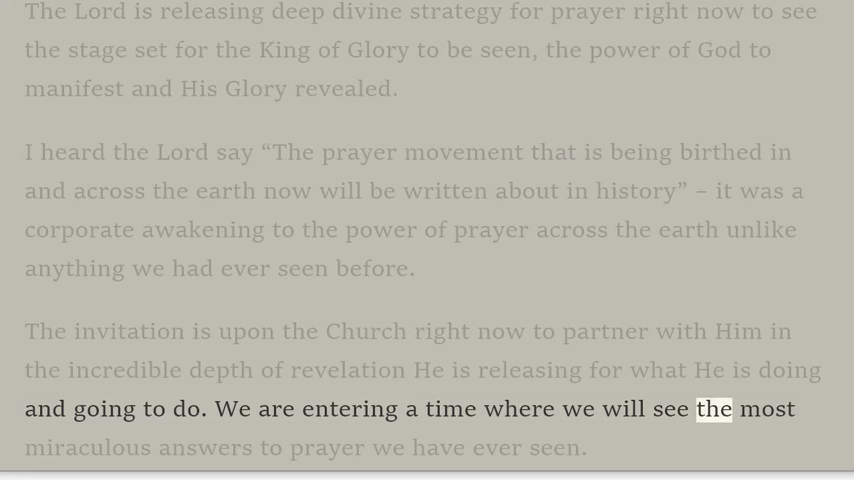 The Lord is releasing deep divine strategy for prayer right now to see
the stage set for the King of Glory to be seen, the power of God to
manifest and His Glory revealed.
I heard the Lord say “The prayer movement that is being birthed in
and across the earth now will be written about in history” – it was a
corporate awakening to the power of prayer across the earth unlike
anything we had ever seen before.
The invitation is upon the Church right now to partner with Him in
the incredible depth of revelation He is releasing for what He is doing
and going to do. We are entering a time where we will see the most
miraculous answers to prayer we have ever seen.